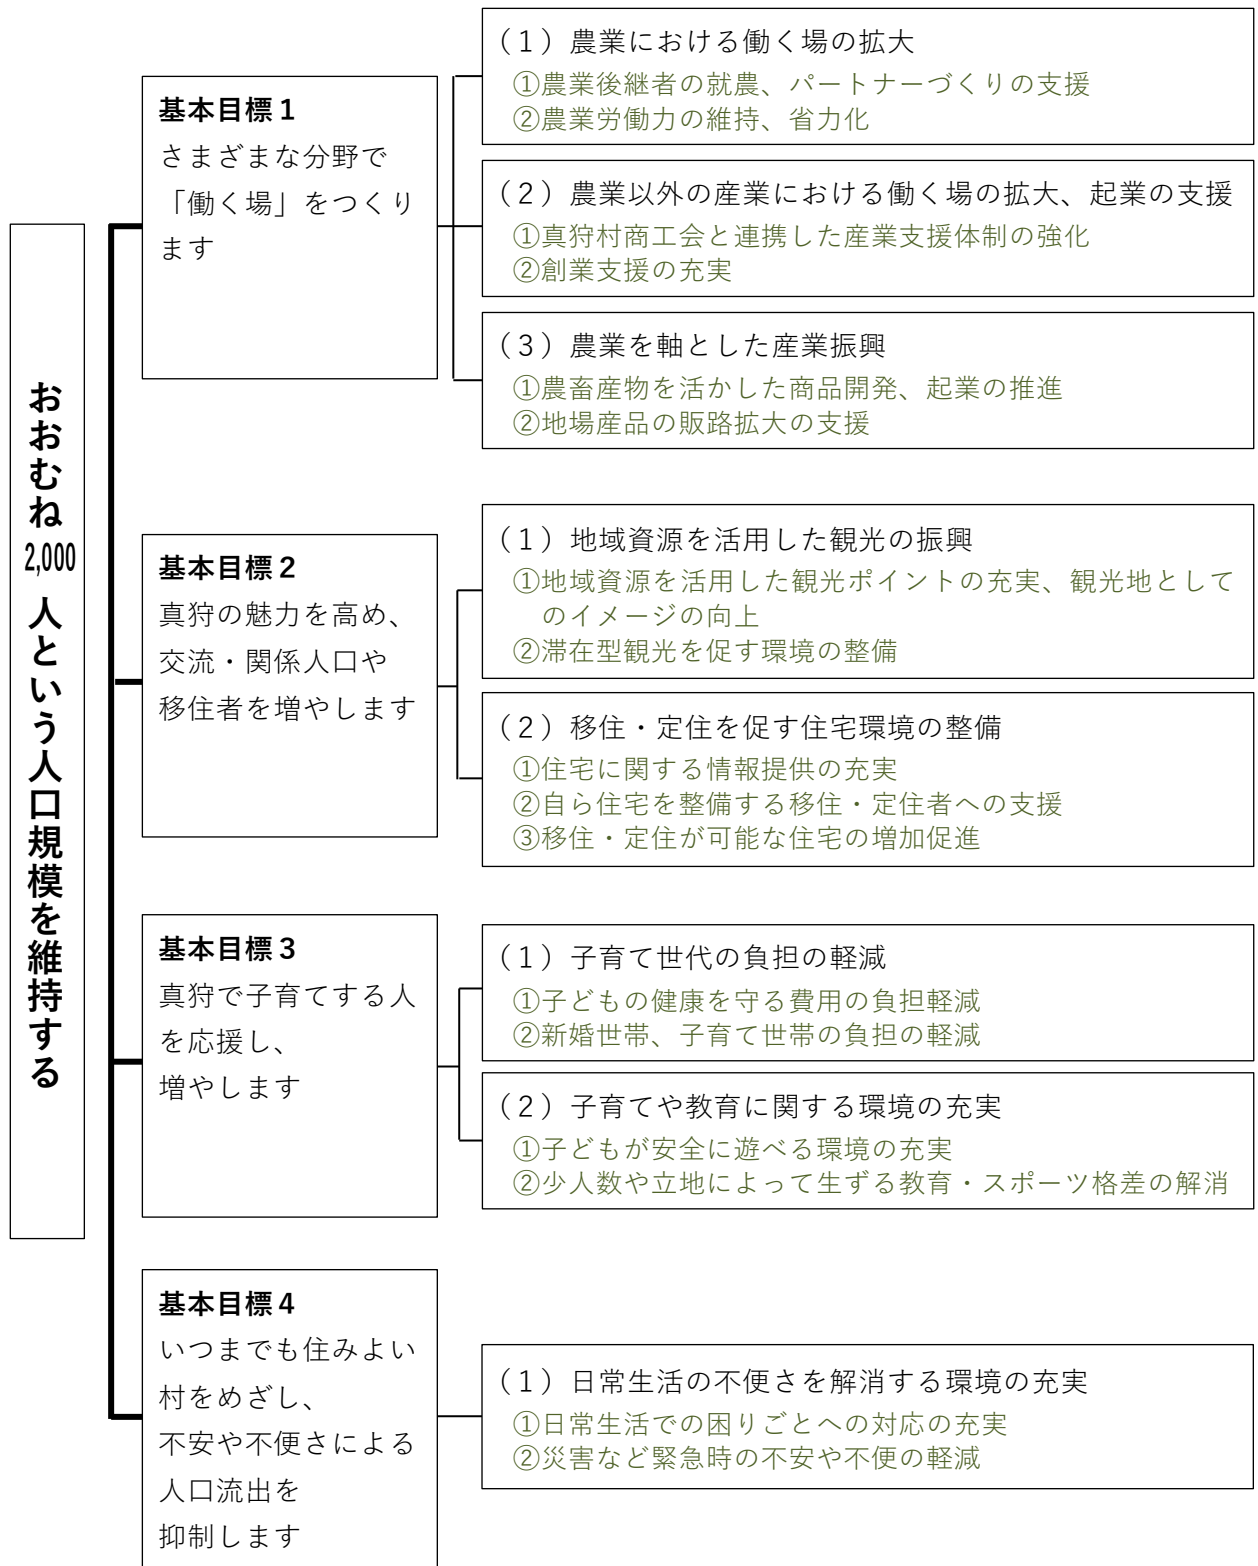 おおむね2,000人という人口規模を維持する
基本目標1
さまざまな分野で
「働く場」をつくり
ます
（1）農業における働く場の拡大
①農業後継者の就農、パートナーづくりの支援
②農業労働力の維持、省力化
（2）農業以外の産業における働く場の拡大、起業の支援
①真狩村商工会と連携した産業支援体制の強化
②創業支援の充実
（3）農業を軸とした産業振興
①農畜産物を活かした商品開発、起業の推進
②地場産品の販路拡大の支援
基本目標2
真狩の魅力を高め、
交流・関係人口や
移住者を増やします
（1）地域資源を活用した観光の振興
①地域資源を活用した観光ポイントの充実、観光地として
のイメージの向上
②滞在型観光を促す環境の整備
（2）移住・定住を促す住宅環境の整備
①住宅に関する情報提供の充実
②自ら住宅を整備する移住・定住者への支援
③移住・定住が可能な住宅の増加促進
基本目標3
真狩で子育てする人
を応援し、
増やします
（1）子育て世代の負担の軽減
①子どもの健康を守る費用の負担軽減
②新婚世帯、子育て世帯の負担の軽減
（2）子育てや教育に関する環境の充実
①子どもが安全に遊べる環境の充実
②少人数や立地によって生ずる教育・スポーツ格差の解消
基本目標4
いつまでも住みよい
村をめざし、
不安や不便さによる
人口流出を
抑制します
（1）日常生活の不便さを解消する環境の充実
①日常生活での困りごとへの対応の充実
②災害など緊急時の不安や不便の軽減